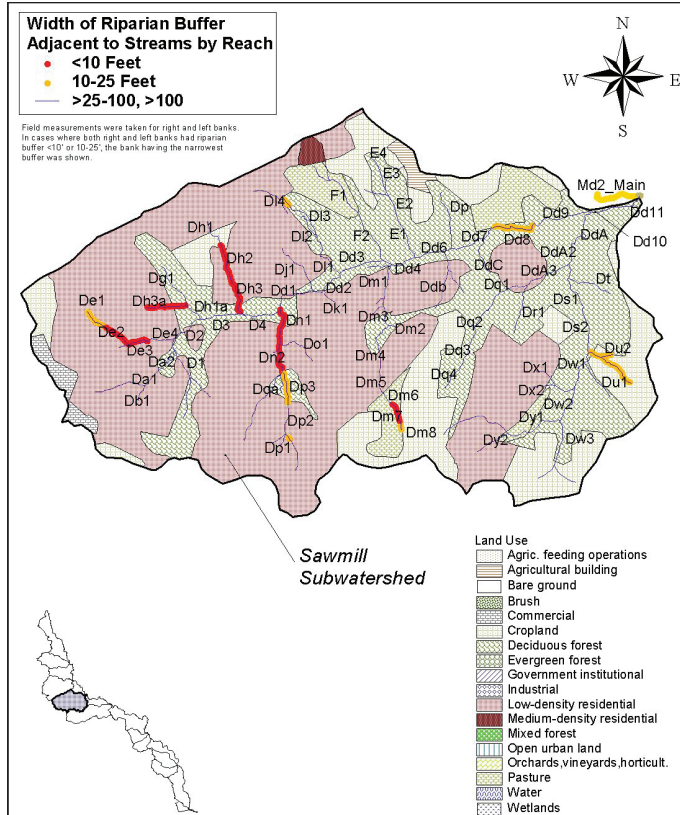 Width of Riparian Buffer
Adjacent to Streams by Reach
<10 Feet
10-25 Feet
>25-100, >100
Field measurements were taken for right and left banks.
In cases where both right and left banks had riparian
buffer <10' or 10-25', the bank having the narrowest
buffer was shown.
N
W E
S
E4
E3
Md2_Main
Dl4 F1 E2 Dp Dd9 Dd11
Dl3
Dh1 Dl2 F2 E1 Dd7 Dd8 DdA Dd10
Dh2 Dd3 Dd6 DdA2
Dg1 Dj1 Dl1 Dd4 DdC DdA3 Dt
Dh3 Dd1 Dd2 Dm1 Ddb Dq1
De1 Dh3a Dh1a Dk1 Ds1
D3 D4 Dn1 Dm3 Dm2 Dq2 Dr1 Ds2
De2 De4 D2
De3 Dn2 Do1 Dm4 Dq3 Dw1 Du2
Da2 D1 Dx1
Da1 Dqa Dp3 Dm5 Dq4 Du1
Db1 Dm6 Dx2 Dw2
Dp2 Dm7 Dy1
Dp1 Dm8 Dy2 Dw3
Sawmill
Subwatershed
Land Use
Agric. feeding operations
Agricultural building
Bare ground
Brush
Commercial
Cropland
Deciduous forest
Evergreen forest
Government institutional
Industrial
Low-density residential
Medium-density residential
Mixed forest
Open urban land
Orchards,vineyards,horticult.
Pasture
Water
Wetlands